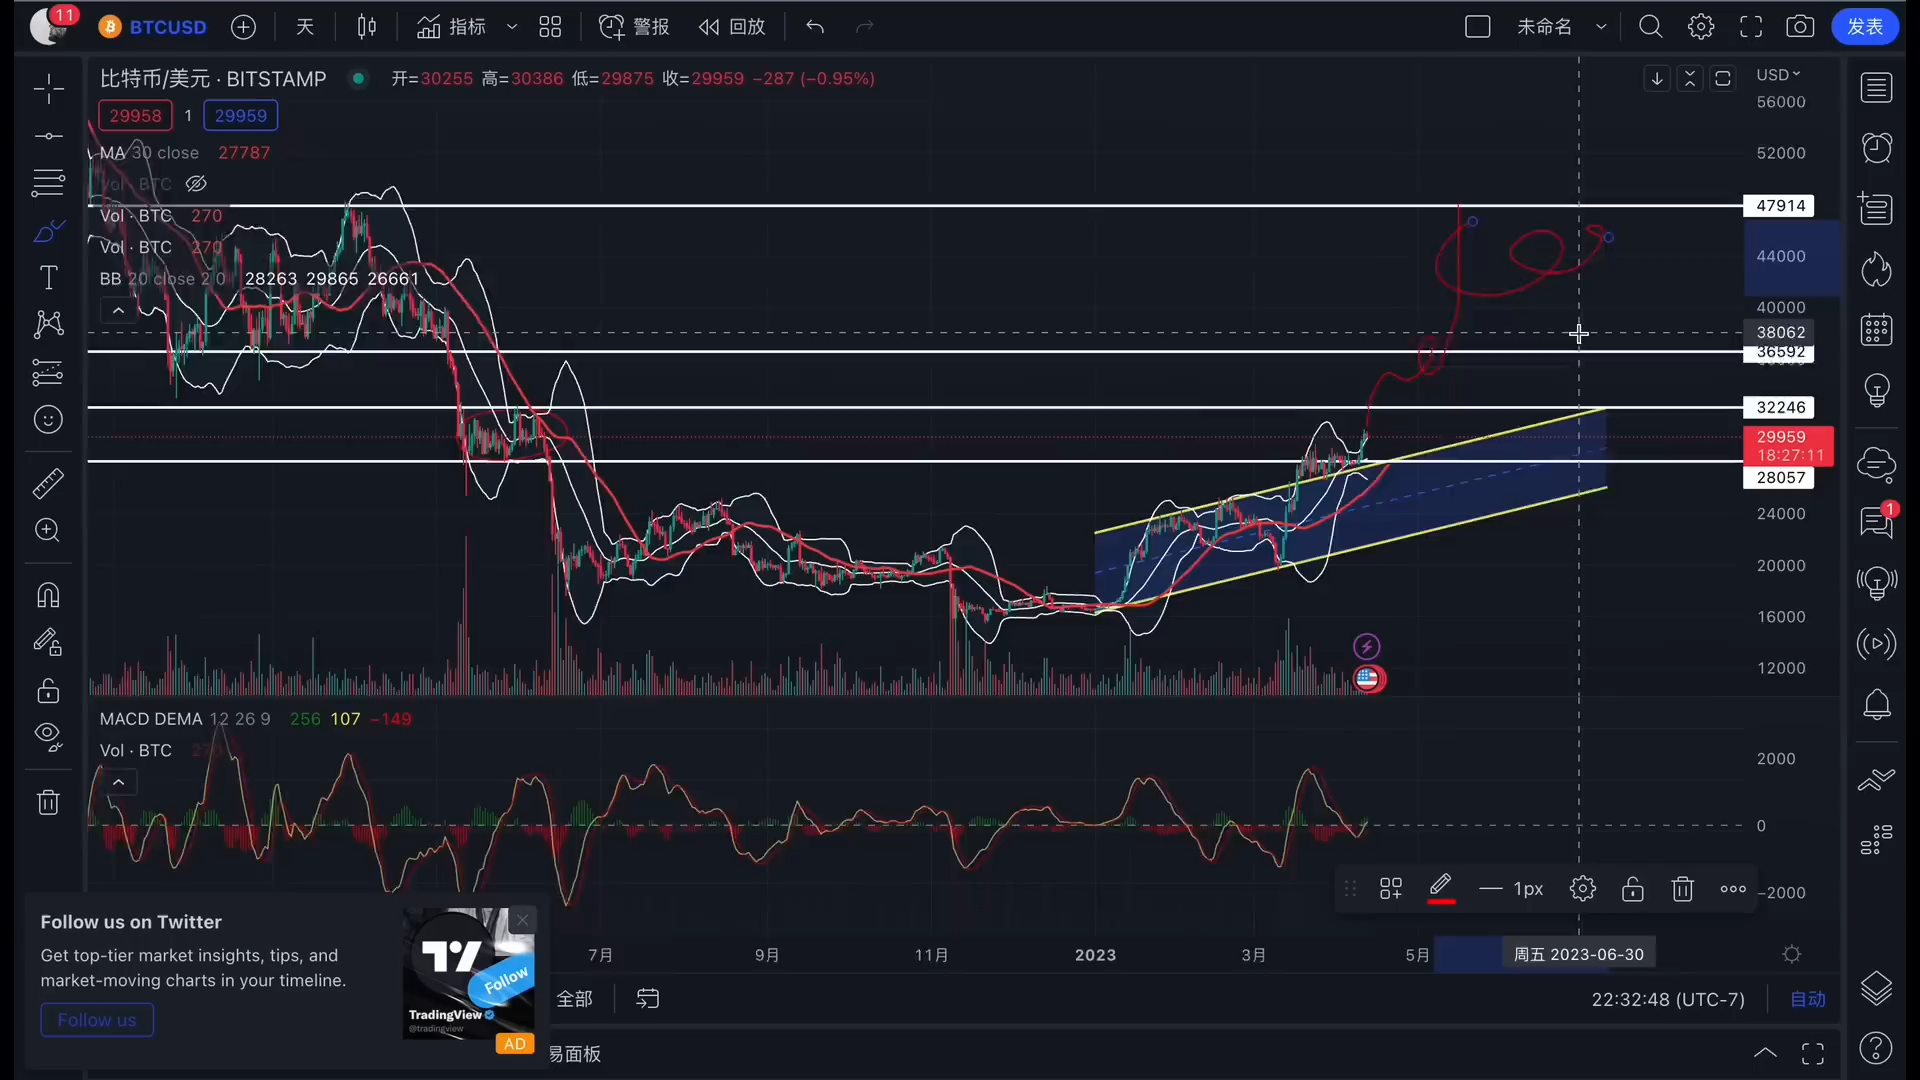 11
BTCUSD
天
指标
警报
回放
未命名
发表
比特币/美元 · BITSTAMP
开=30255 高=30386 低=29875 收=29959 −287 (−0.95%)
USD
29958 1 29959
MA 30 close 27787
Vol · BTC
Vol · BTC 270
Vol · BTC 270
BB 20 close 2 0 28263 29865 26661
56000
52000
47914
44000
40000
38062
36592
32246
29959
18:27:11
28057
24000
20000
16000
12000
1
MACD DEMA 12 26 9 256 107 −149
Vol · BTC 270
2000
0
−2000
1px
7月
9月
11月
2023
3月
5月
周五 2023-06-30
Follow us on Twitter
Get top-tier market insights, tips, and
market-moving charts in your timeline.
Follow us
Follow
TradingView
@tradingview
AD
全部
22:32:48 (UTC-7)
自动
易面板